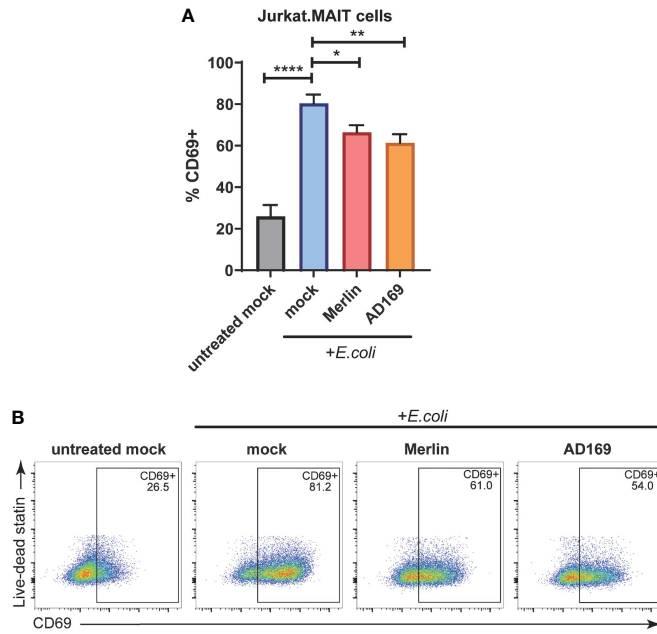 A
Jurkat.MAIT cells
**
*
****
% CD69+
100
80
60
40
20
0
untreated mock
mock
Merlin
AD169
+E.coli
B
+E.coli
untreated mock
mock
Merlin
AD169
CD69+
26.5
CD69+
81.2
CD69+
61.0
CD69+
54.0
Live-dead statin
CD69